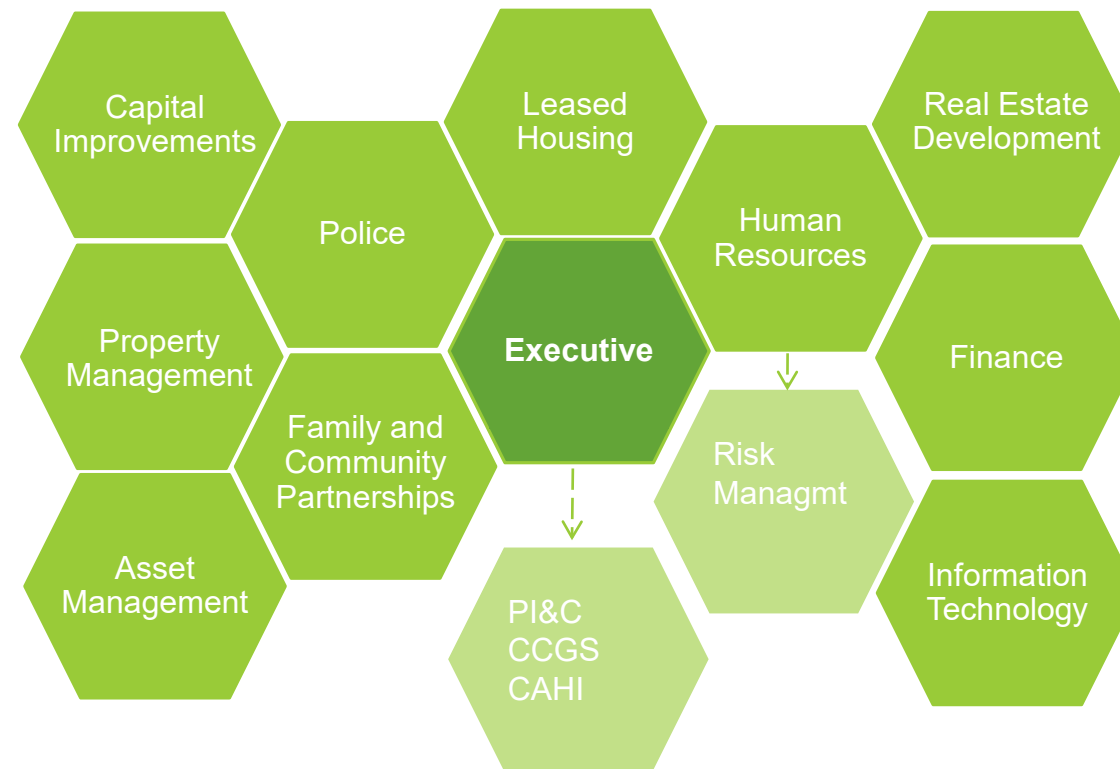 Capital
Improvements
Leased
Housing
Real Estate
Development
Police
Human
Resources
Property
Management
Executive
Finance
Family and
Community
Partnerships
Risk
Managmt
Asset
Management
Information
Technology
PI&C
CCGS
CAHI